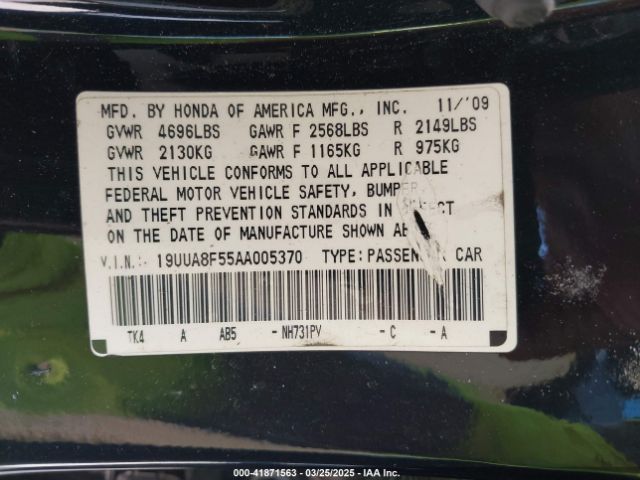 MFD. BY HONDA OF AMERICA MFG., INC. 11/'09
GVWR 4696LBS GAWR F 2568LBS R 2149LBS
GVWR 2130KG GAWR F 1165KG R 975KG
THIS VEHICLE CONFORMS TO ALL APPLICABLE
FEDERAL MOTOR VEHICLE SAFETY, BUMPER
AND THEFT PREVENTION STANDARDS IN
ON THE DATE OF MANUFACTURE SHOWN
V.I.N.: 19UUA8F55AA005370 TYPE: CAR
TK4 A AB5 - NH731PV - C - A
000-41871563 - 03/25/2025 - IAA Inc.